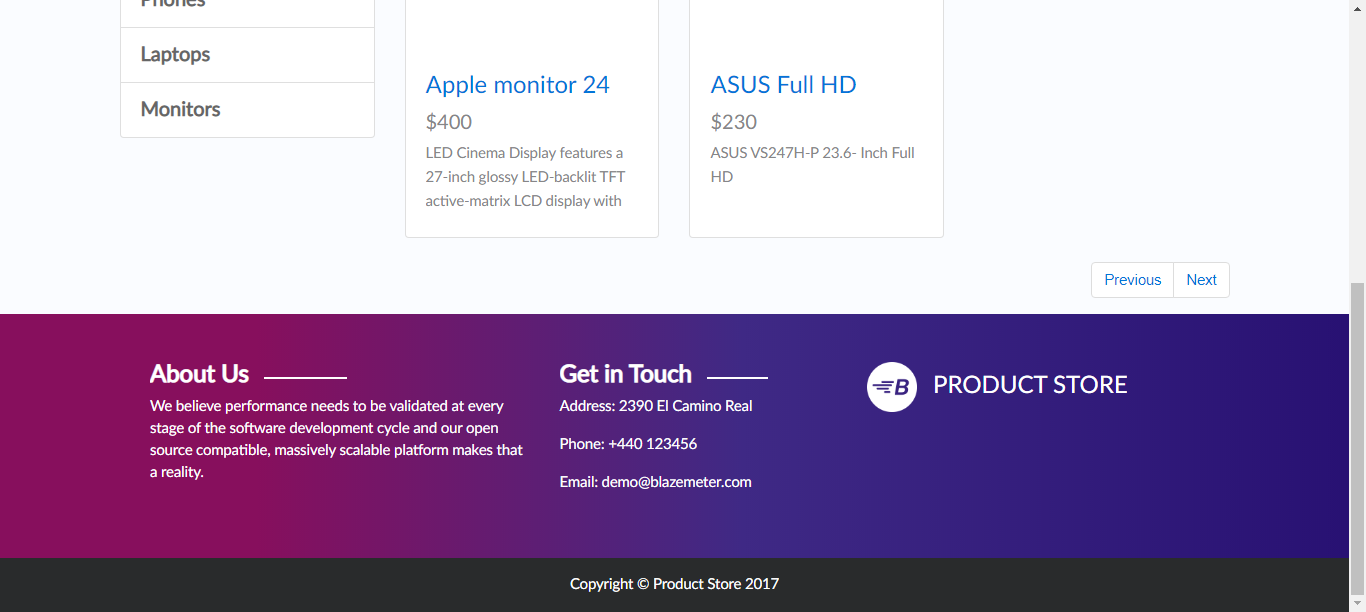 Phones
Laptops
Monitors
Apple monitor 24
$400
LED Cinema Display features a
27-inch glossy LED-backlit TFT
active-matrix LCD display with
ASUS Full HD
$230
ASUS VS247H-P 23.6- Inch Full
HD
Previous
Next
About Us
We believe performance needs to be validated at every
stage of the software development cycle and our open
source compatible, massively scalable platform makes that
a reality.
Get in Touch
Address: 2390 El Camino Real
Phone: +440 123456
Email: demo@blazemeter.com
B
PRODUCT STORE
Copyright © Product Store 2017